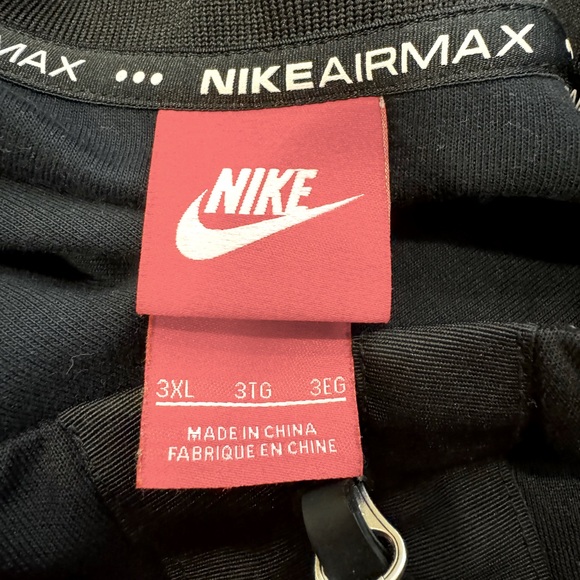 MAX ••• NIKEAIRMAX
NIKE
3XL 3TG 3EG
MADE IN CHINA
FABRIQUE EN CHINE